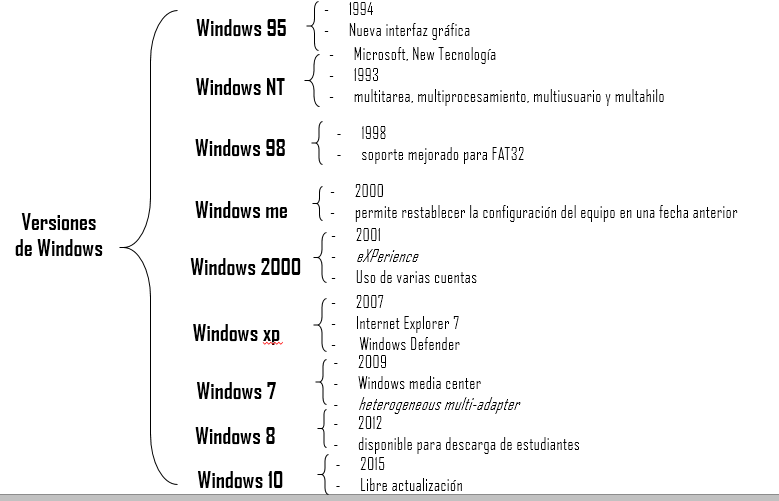 Versiones
de Windows
Windows 95
- 1994
- Nueva interfaz gráfica
Windows NT
- Microsoft, New Tecnología
- 1993
- multitarea, multiprocesamiento, multiusuario y multahilo
Windows 98
- 1998
- soporte mejorado para FAT32
Windows me
- 2000
- permite restablecer la configuración del equipo en una fecha anterior
Windows 2000
- 2001
- eXPerience
- Uso de varias cuentas
Windows xp
- 2007
- Internet Explorer 7
- Windows Defender
Windows 7
- 2009
- Windows media center
- heterogeneous multi-adapter
Windows 8
- 2012
- disponible para descarga de estudiantes
Windows 10
- 2015
- Libre actualización